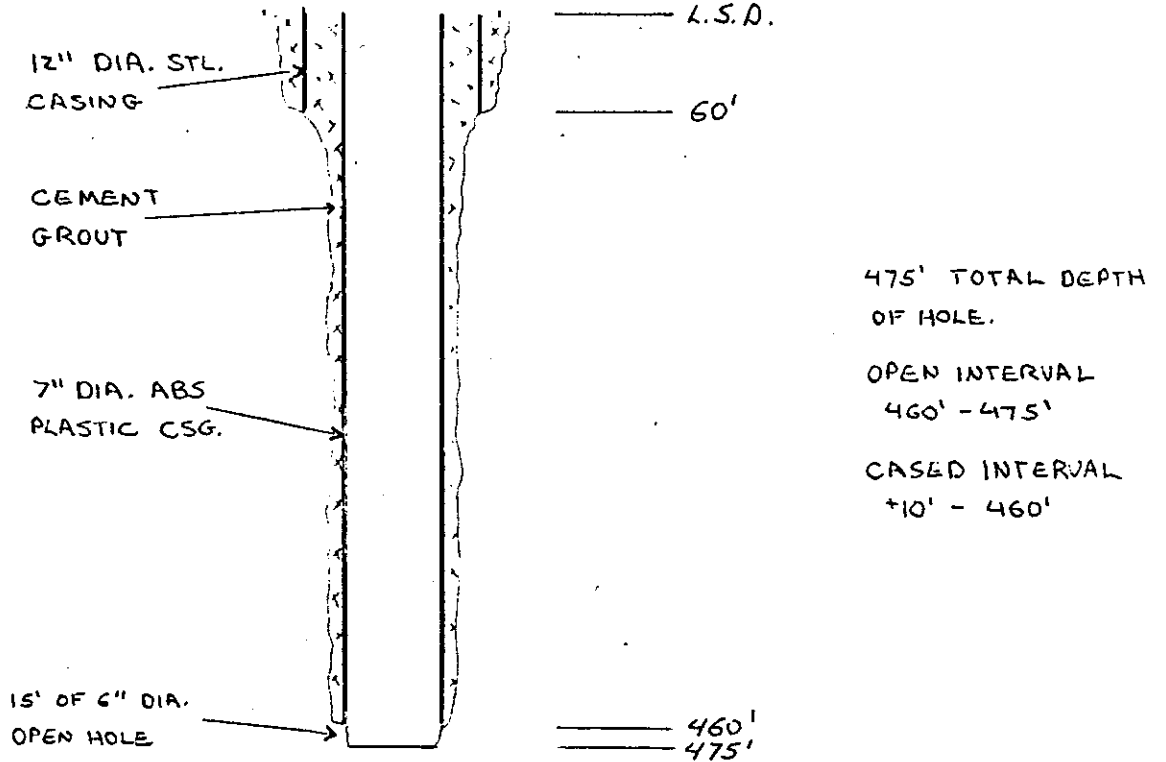 L.S.D.
12" DIA. STL.
CASING
60'
CEMENT
GROUT
475' TOTAL DEPTH
OF HOLE.
OPEN INTERVAL
460' - 475'
7" DIA. ABS
PLASTIC CSG.
CASED INTERVAL
+10' - 460'
15' OF 6" DIA.
OPEN HOLE
460'
475'